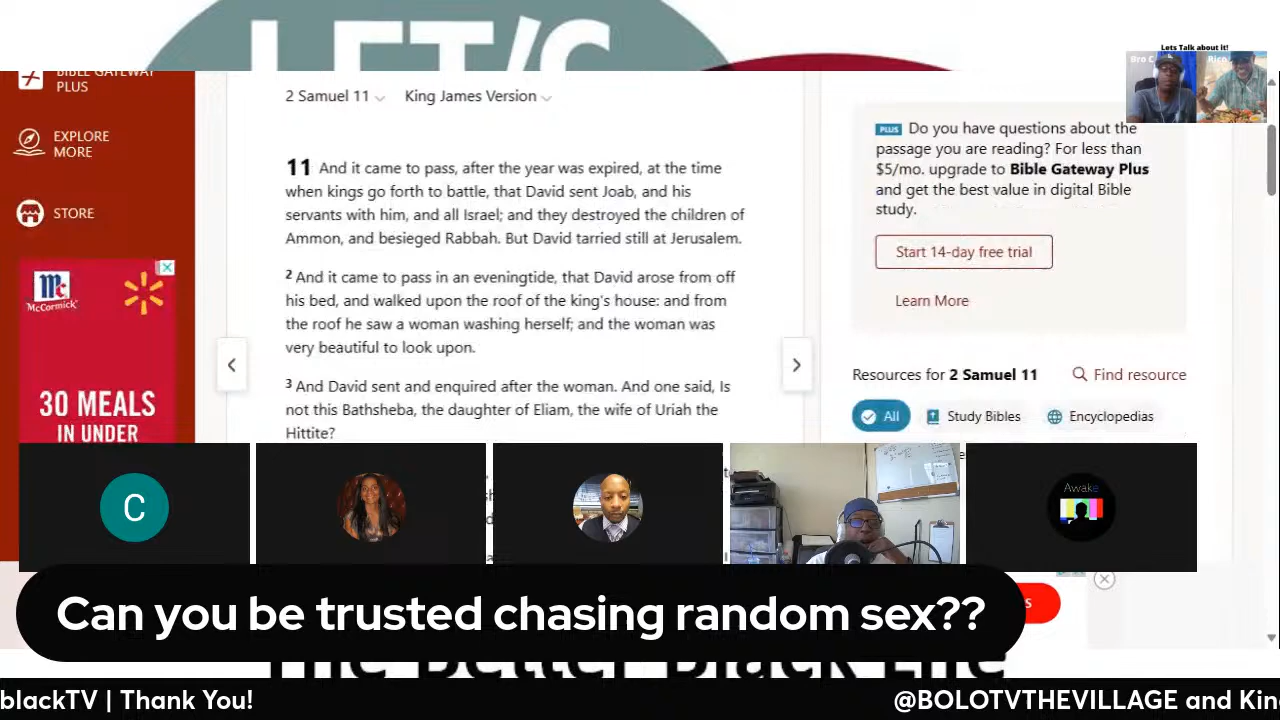 LET'S
Lets Talk about it!
Bro C
Rico
BIBLE GATEWAY
PLUS
EXPLORE
MORE
STORE
McCormick
30 MEALS
IN UNDER
2 Samuel 11
King James Version
11 And it came to pass, after the year was expired, at the time
when kings go forth to battle, that David sent Joab, and his
servants with him, and all Israel; and they destroyed the children of
Ammon, and besieged Rabbah. But David tarried still at Jerusalem.
2 And it came to pass in an eveningtide, that David arose from off
his bed, and walked upon the roof of the king's house: and from
the roof he saw a woman washing herself; and the woman was
very beautiful to look upon.
3 And David sent and enquired after the woman. And one said, Is
not this Bathsheba, the daughter of Eliam, the wife of Uriah the
Hittite?
PLUS Do you have questions about the
passage you are reading? For less than
$5/mo. upgrade to Bible Gateway Plus
and get the best value in digital Bible
study.
Start 14-day free trial
Learn More
Resources for 2 Samuel 11
Find resource
All
Study Bibles
Encyclopedias
C
Awake
Can you be trusted chasing random sex??
The Better Black Life
blackTV | Thank You!
@BOLOTVTHEVILLAGE and Kin